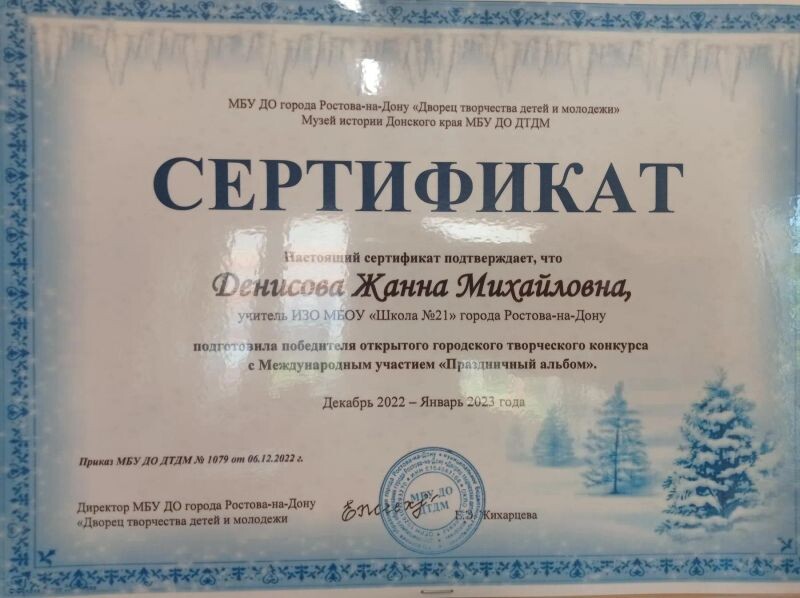 МБУ ДО города Ростова-на-Дону «Дворец творчества детей и молодежи»
Музей истории Донского края МБУ ДО ДТДМ
СЕРТИФИКАТ
Настоящий сертификат подтверждает, что
Денисова Жанна Михайловна,
учитель ИЗО МБОУ «Школа №21» города Ростова-на-Дону
подготовила победителя открытого городского творческого конкурса
с Международным участием «Праздничный альбом».
Декабрь 2022 – Январь 2023 года
Приказ МБУ ДО ДТДМ № 1079 от 06.12.2022 г.
Директор МБУ ДО города Ростова-на-Дону
«Дворец творчества детей и молодежи
МБУ ДО
ДТДМ
Жихарцева